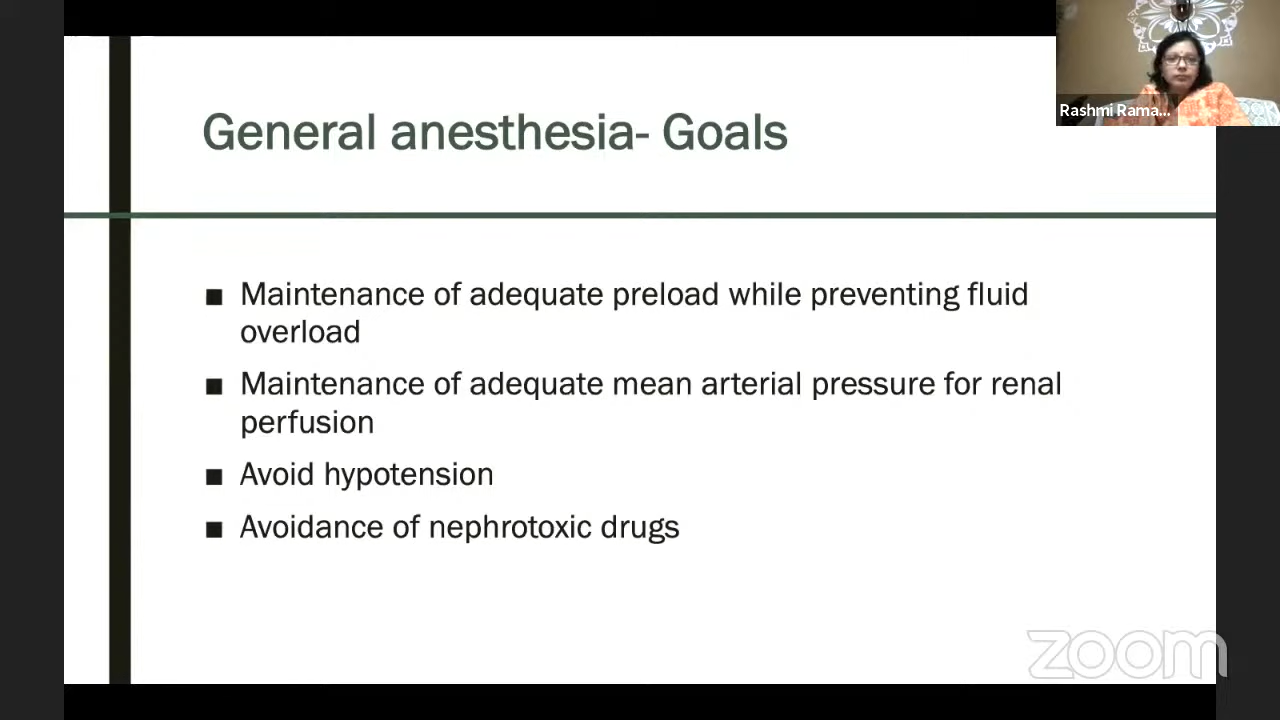 General anesthesia- Goals
Rashmi Rama...
■ Maintenance of adequate preload while preventing fluid
overload
■ Maintenance of adequate mean arterial pressure for renal
perfusion
■ Avoid hypotension
■ Avoidance of nephrotoxic drugs
zoom